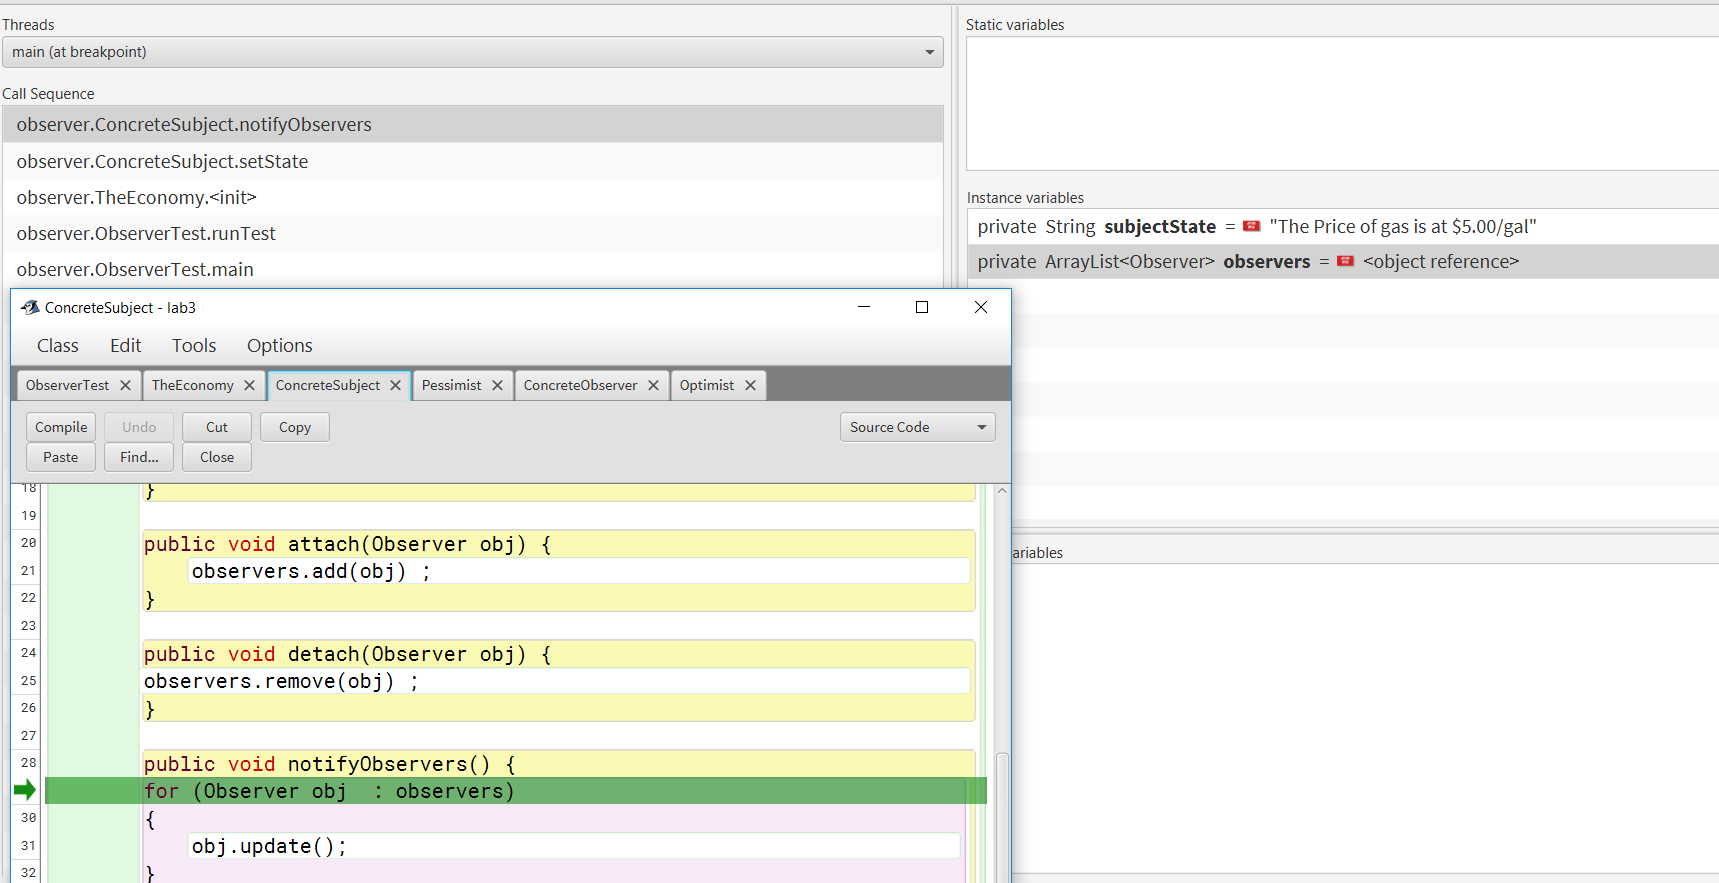 Threads
main (at breakpoint)
Call Sequence
observer.ConcreteSubject.notifyObservers
observer.ConcreteSubject.setState
observer.TheEconomy.<init>
observer.ObserverTest.runTest
observer.ObserverTest.main
Static variables
Instance variables
private String subjectState = "The Price of gas is at $5.00/gal"
private ArrayList<Observer> observers = <object reference>
ariables
ConcreteSubject - lab3
Class Edit Tools Options
ObserverTest TheEconomy ConcreteSubject Pessimist ConcreteObserver Optimist
Compile Undo Cut Copy Source Code
Paste Find... Close
18 }
19
20 public void attach(Observer obj) {
21 observers.add(obj) ;
22 }
23
24 public void detach(Observer obj) {
25 observers.remove(obj) ;
26 }
27
28 public void notifyObservers() {
for (Observer obj : observers)
30 {
31 obj.update();
32 }